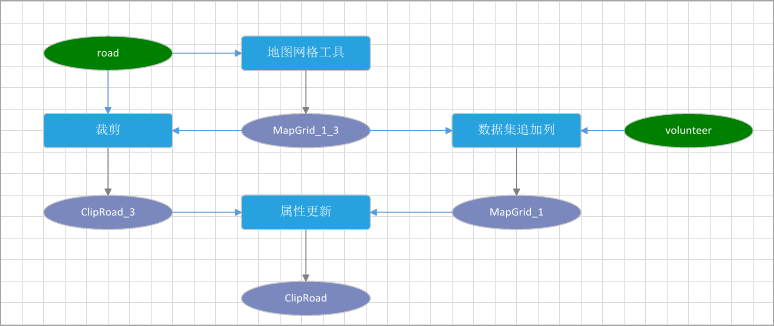 road
地图网格工具
裁剪
MapGrid_1_3
数据集追加列
volunteer
ClipRoad_3
属性更新
MapGrid_1
ClipRoad